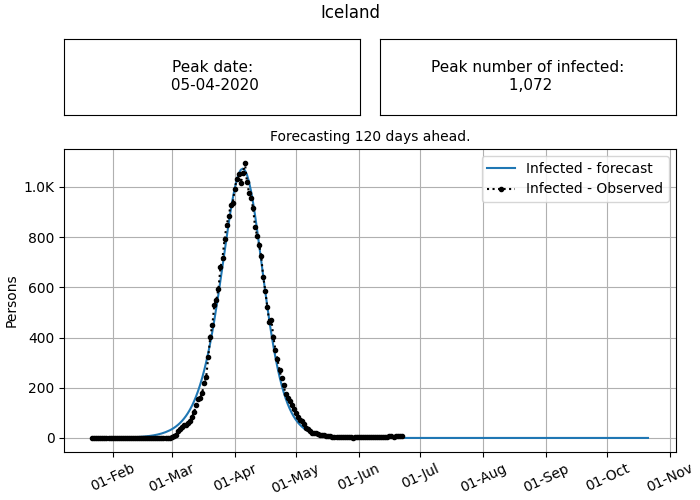 Iceland
Peak date:
05-04-2020
Peak number of infected:
1,072
Forecasting 120 days ahead.
Infected - forecast
Infected - Observed
1.0K
800
600
400
200
0
Persons
01-Feb
01-Mar
01-Apr
01-May
01-Jun
01-Jul
01-Aug
01-Sep
01-Oct
01-Nov